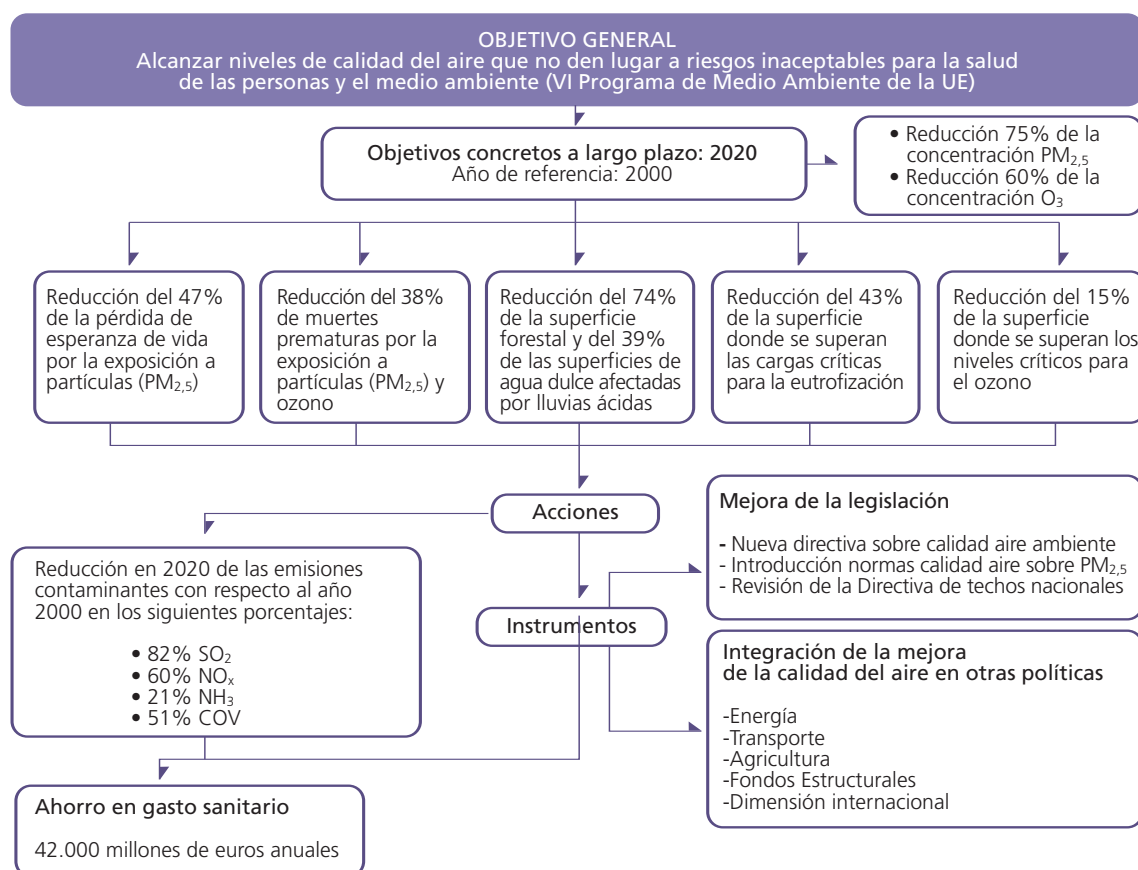 OBJETIVO GENERAL
Alcanzar niveles de calidad del aire que no den lugar a riesgos inaceptables para la salud
de las personas y el medio ambiente (VI Programa de Medio Ambiente de la UE)
Objetivos concretos a largo plazo: 2020
Año de referencia: 2000
• Reducción 75% de la
concentración PM2,5
• Reducción 60% de la
concentración O3
Reducción del 47%
de la pérdida de
esperanza de vida
por la exposición a
partículas (PM2,5)
Reducción del 38%
de muertes
prematuras por la
exposición a
partículas (PM2,5) y
ozono
Reducción del 74%
de la superficie
forestal y del 39%
de las superficies de
agua dulce afectadas
por lluvias ácidas
Reducción del 43%
de la superficie
donde se superan
las cargas críticas
para la eutrofización
Reducción del 15%
de la superficie
donde se superan los
niveles críticos para
el ozono
Acciones
Reducción en 2020 de las emisiones
contaminantes con respecto al año
2000 en los siguientes porcentajes:
• 82% SO2
• 60% NOx
• 21% NH3
• 51% COV
Instrumentos
Mejora de la legislación
- Nueva directiva sobre calidad aire ambiente
- Introducción normas calidad aire sobre PM2,5
- Revisión de la Directiva de techos nacionales
Integración de la mejora
de la calidad del aire en otras políticas
-Energía
-Transporte
-Agricultura
-Fondos Estructurales
-Dimensión internacional
Ahorro en gasto sanitario
42.000 millones de euros anuales